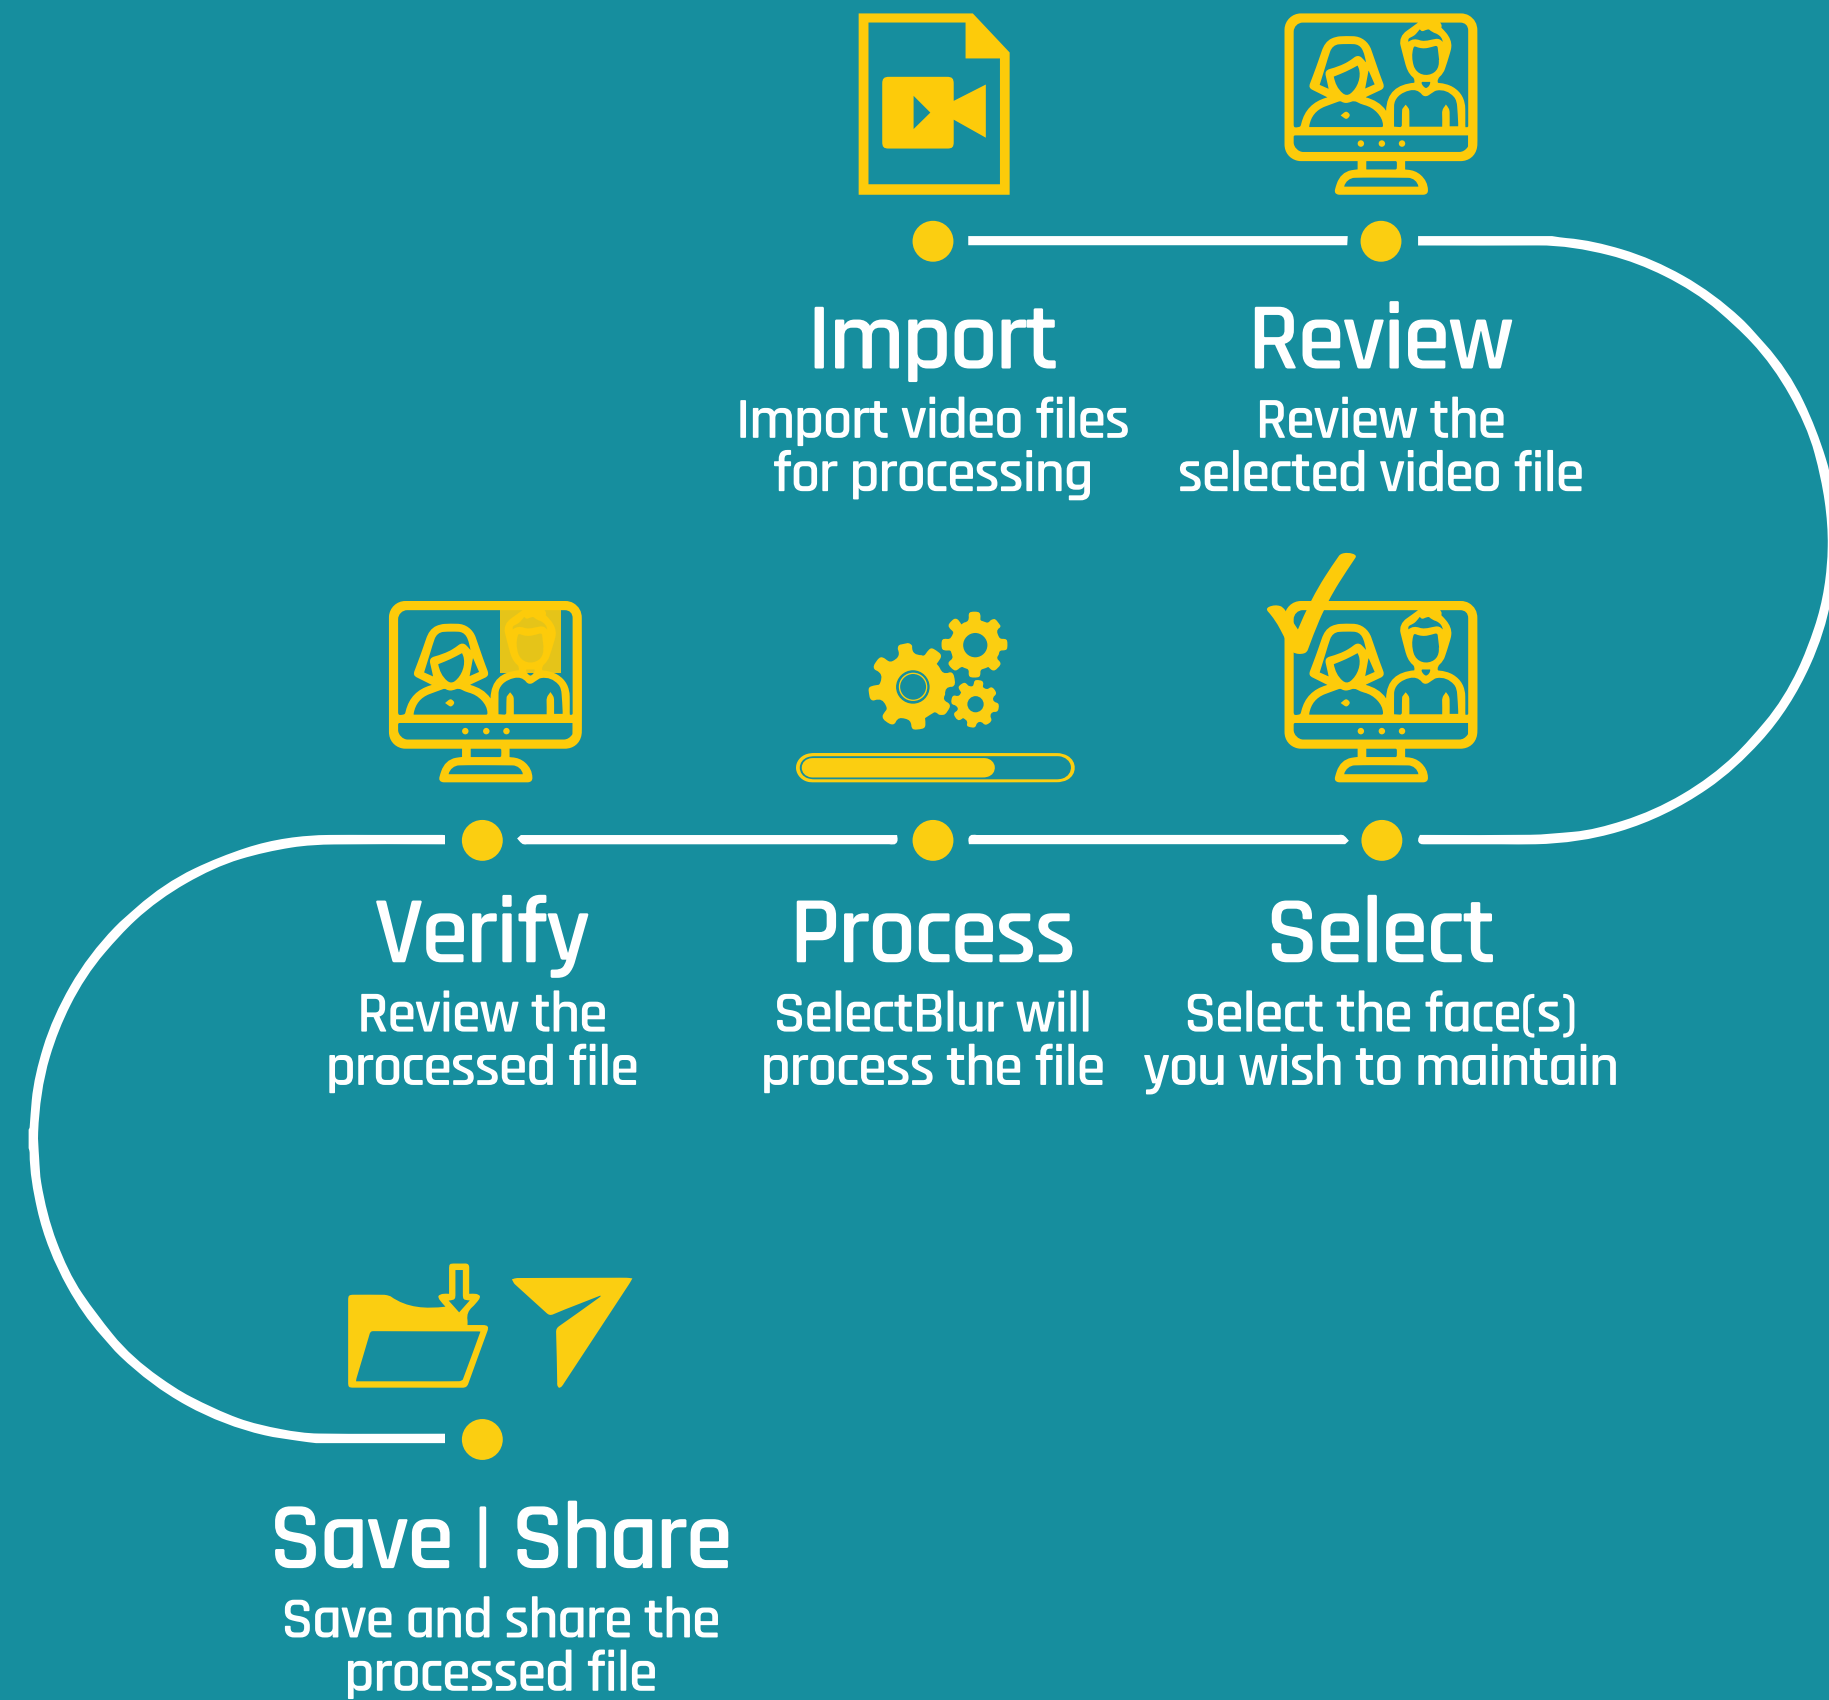 Import
Import video files
for processing
Review
Review the
selected video file
Select
Select the face(s)
you wish to maintain
Process
SelectBlur will
process the file
Verify
Review the
processed file
Save | Share
Save and share the
processed file